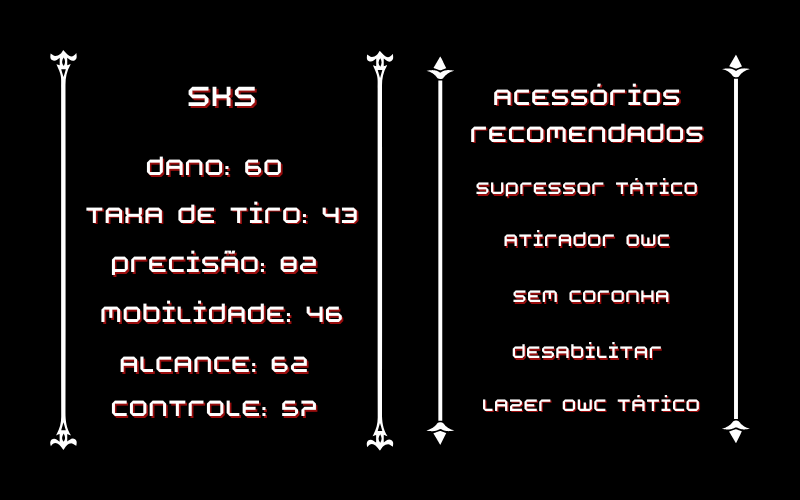 SKS
DANO: 60
TAXA DE TIRO: 43
PRECISÃO: 82
MOBILIDADE: 46
ALCANCE: 62
CONTROLE: 57
ACESSÓRIOS
RECOMENDADOS
SUPRESSOR TÁTICO
ATIRADOR OWC
SEM CORONHA
DESABILITAR
LAZER OWC TÁTICO